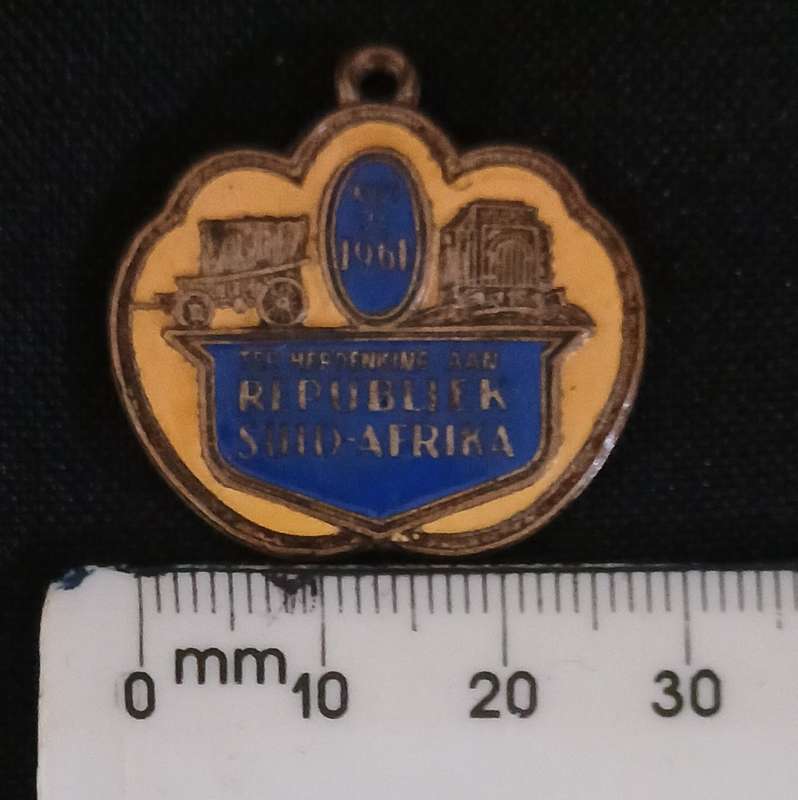 1961
TER HERDENKING AAN
REPUBLIEK
SUID-AFRIKA
mm
0 10 20 30